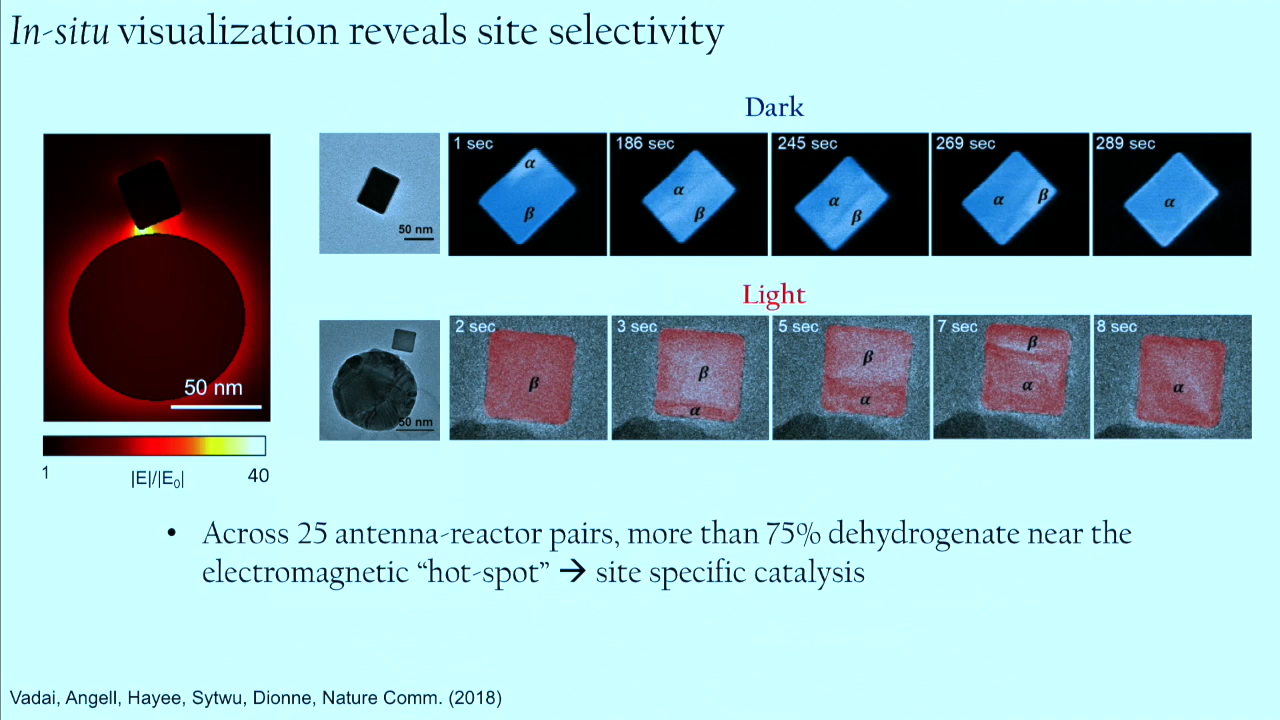 In-situ visualization reveals site selectivity
Dark
50 nm
1 sec
α
β
186 sec
α
β
245 sec
α
β
269 sec
α
β
289 sec
α
50 nm
1
|E|/|E₀|
40
Light
50 nm
2 sec
β
3 sec
β
α
5 sec
β
α
7 sec
β
α
8 sec
α
• Across 25 antenna-reactor pairs, more than 75% dehydrogenate near the
electromagnetic “hot-spot” → site specific catalysis
Vadai, Angell, Hayee, Sytwu, Dionne, Nature Comm. (2018)